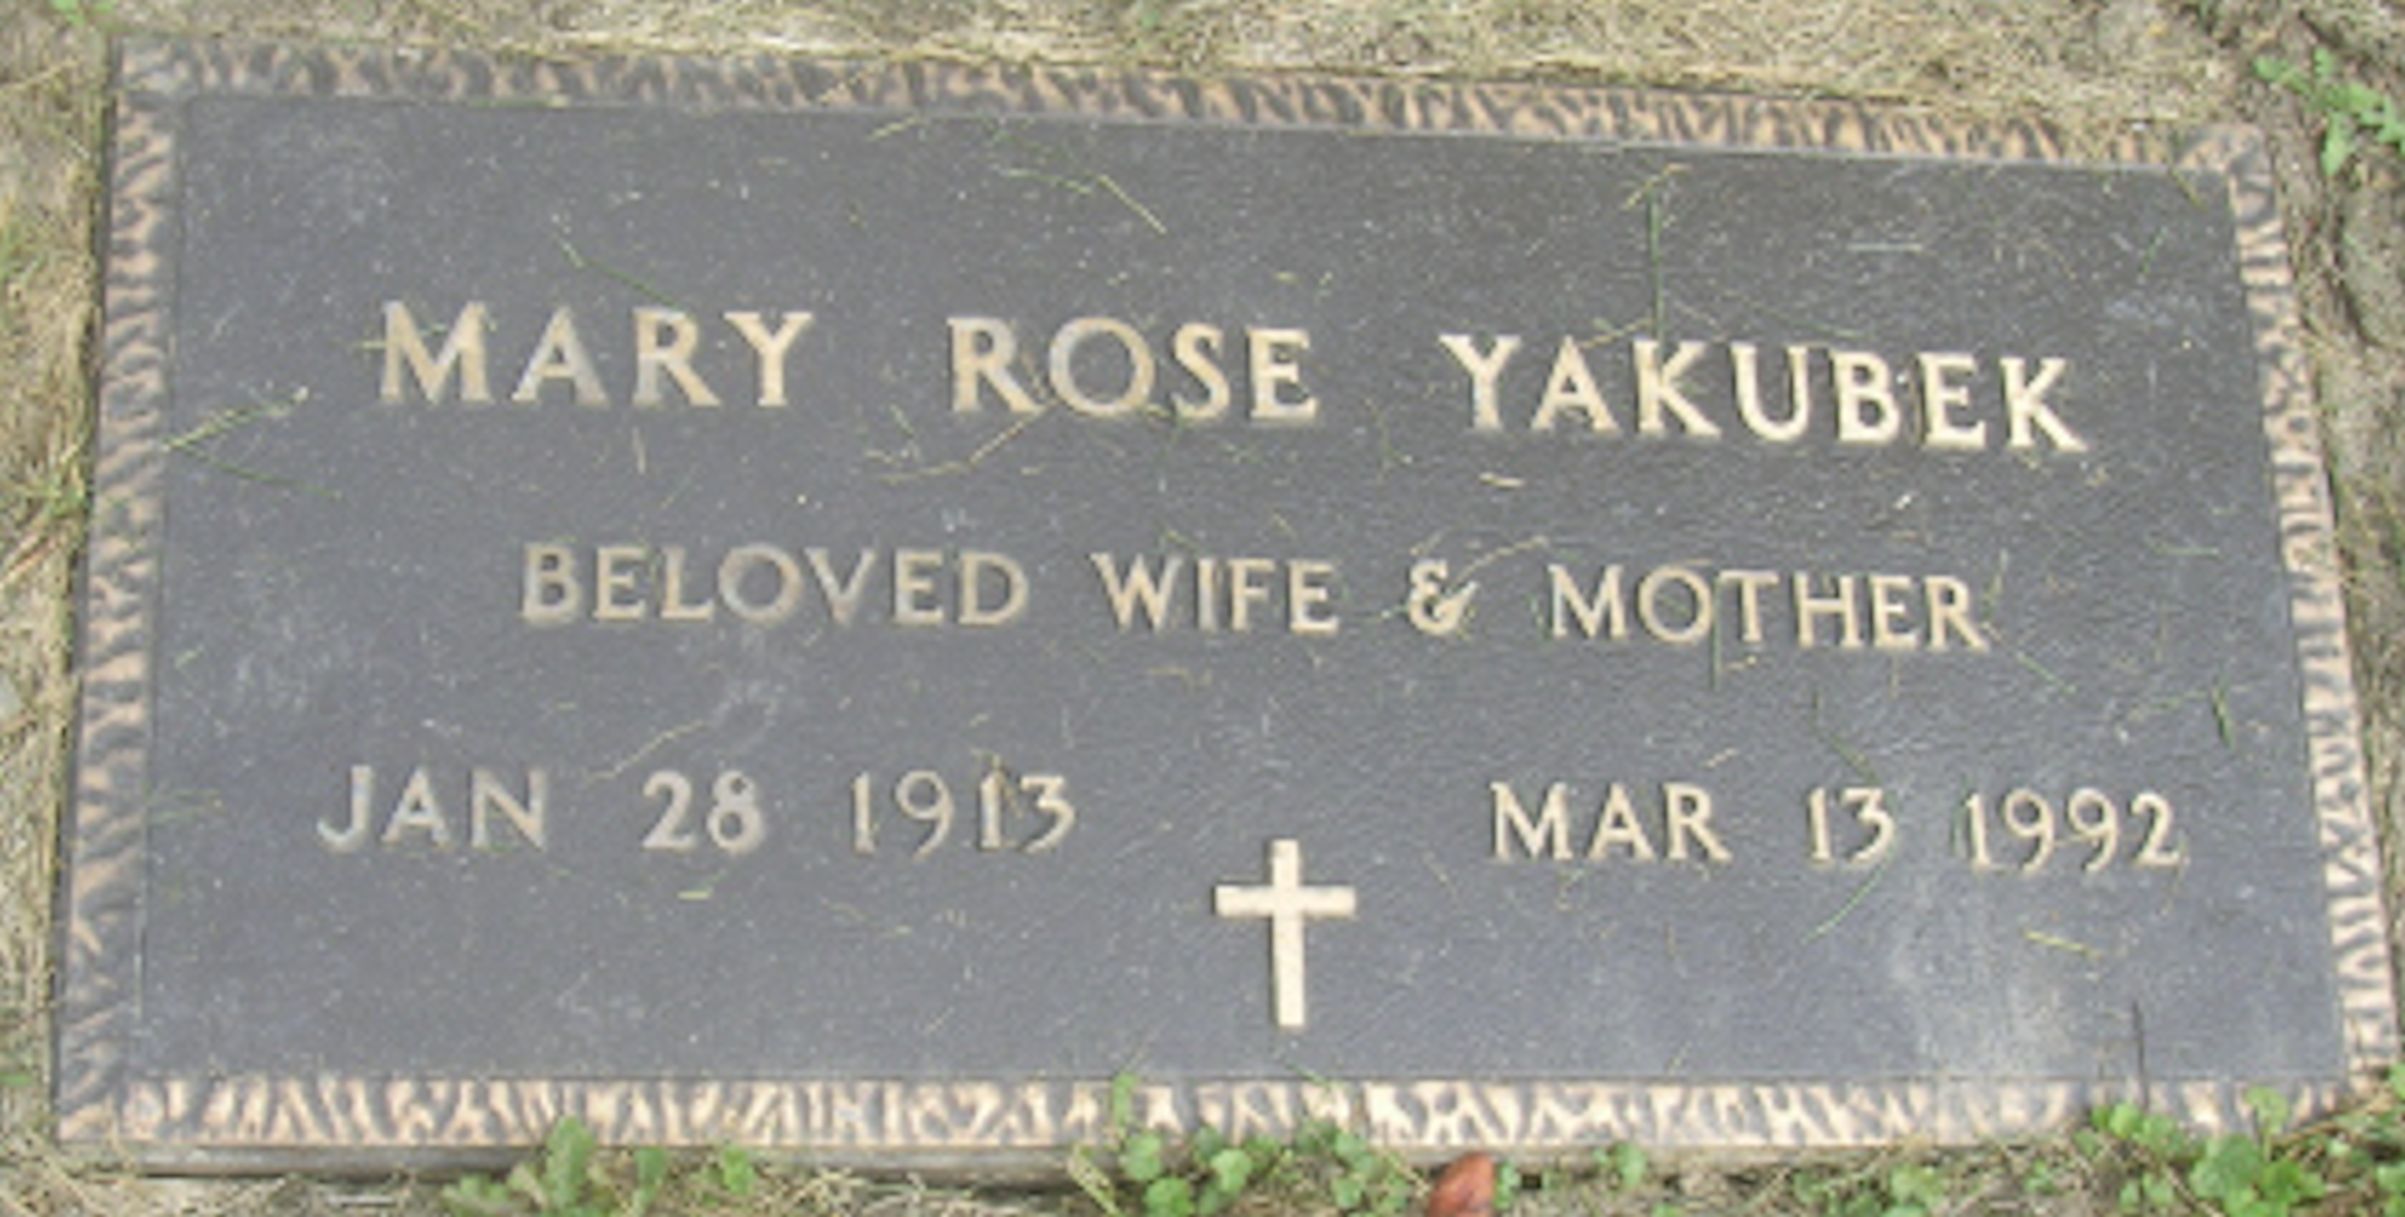 MARY ROSE YAKUBEK
BELOVED WIFE & MOTHER
JAN 28 1913 MAR 13 1992